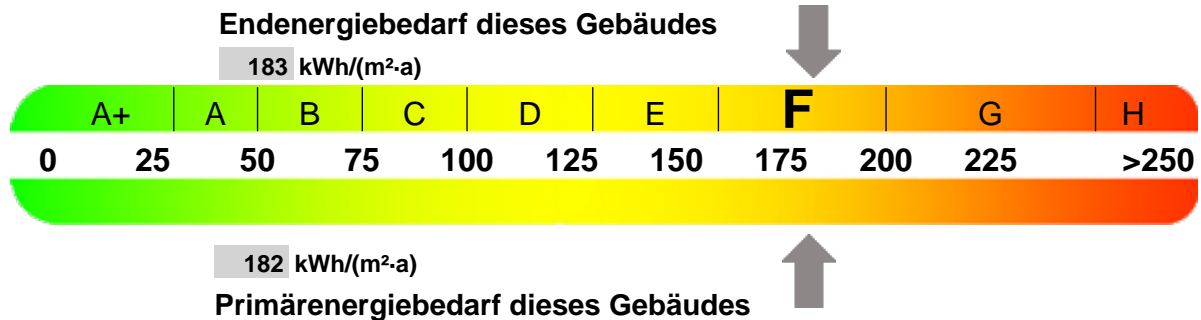 Endenergiebedarf dieses Gebäudes
183 kWh/(m²·a)
A+ A B C D E F G H
0 25 50 75 100 125 150 175 200 225 >250
182 kWh/(m²·a)
Primärenergiebedarf dieses Gebäudes